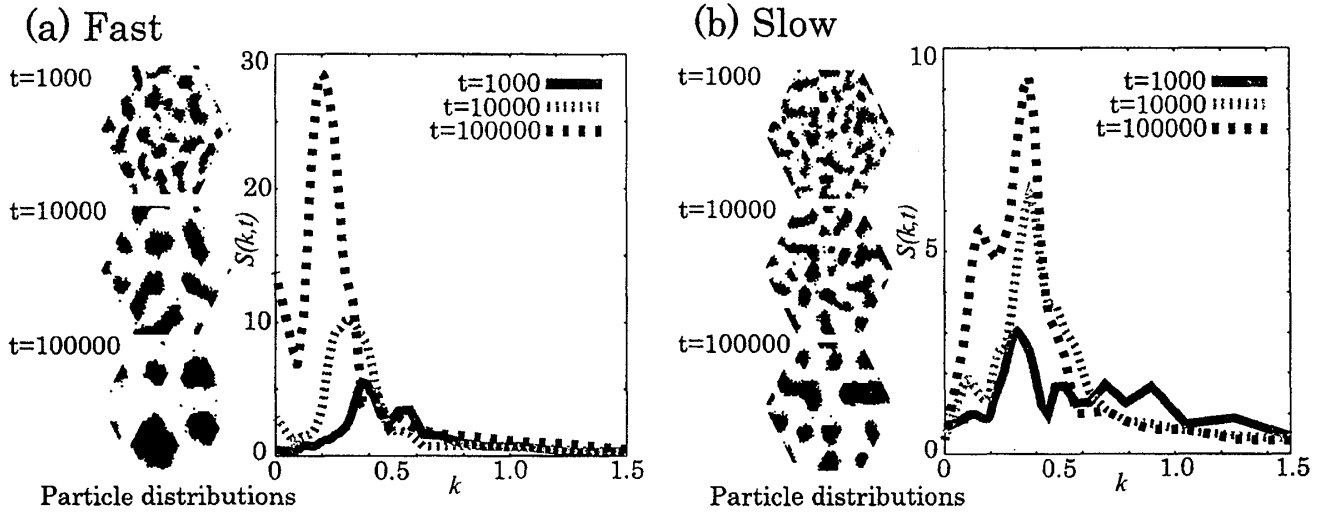 (a) Fast
t=1000
t=10000
t=100000
Particle distributions
30
20
10
0
S(k,t)
t=1000
t=10000
t=100000
0 0.5 1.0 1.5
k
(b) Slow
t=1000
t=10000
t=100000
Particle distributions
10
5
0
S(k,t)
t=1000
t=10000
t=100000
0 0.5 1.0 1.5
k